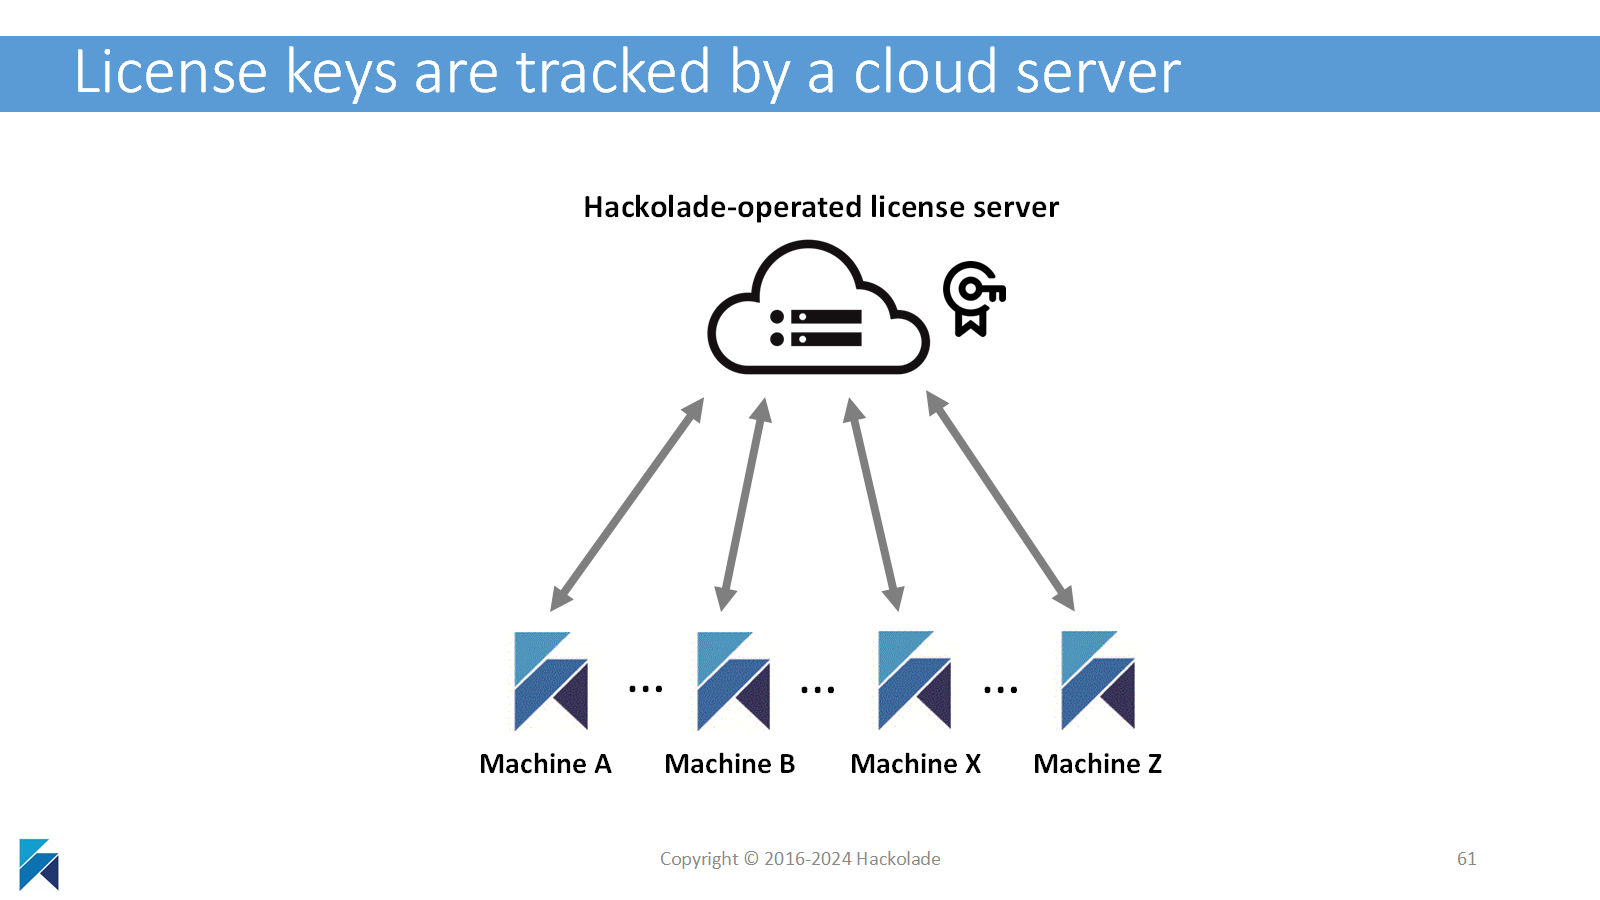 License keys are tracked by a cloud server
Hackolade-operated license server
... ... ...
Machine A Machine B Machine X Machine Z
Copyright © 2016-2024 Hackolade 61